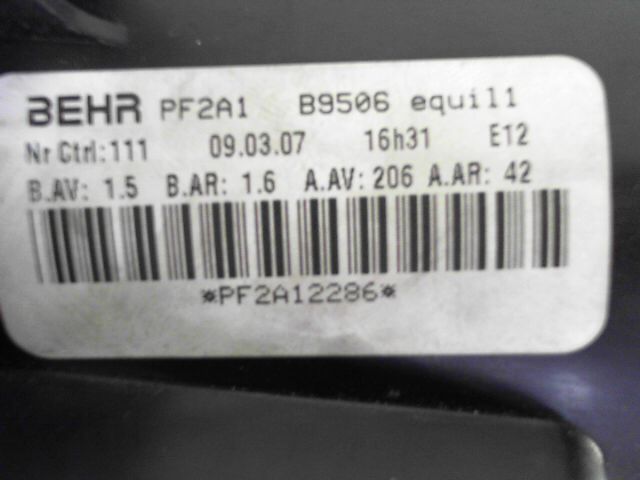 BEHR PF2A1 B9506 equil1
Nr Ctrl:111 09.03.07 16h31 E12
B.AV: 1.5 B.AR: 1.6 A.AV: 206 A.AR: 42
*PF2A12286*